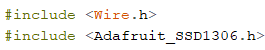 #include <Wire.h>
#include <Adafruit_SSD1306.h>